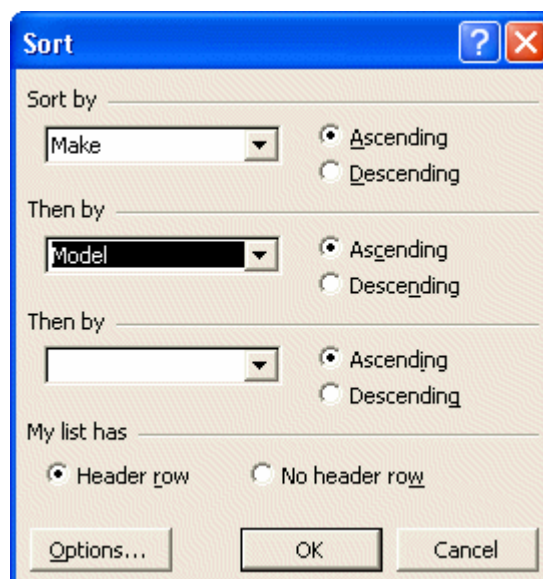 Sort
Sort by
Make
Ascending
Descending
Then by
Model
Ascending
Descending
Then by
Ascending
Descending
My list has
Header row
No header row
Options...
OK
Cancel